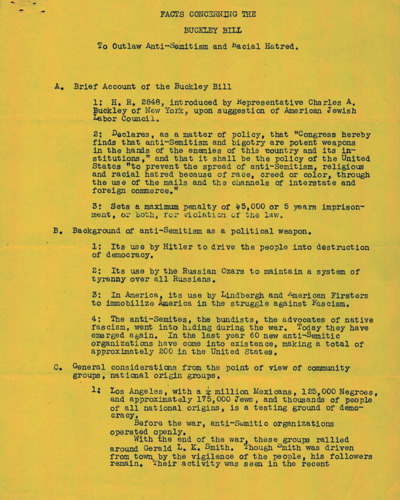 FACTS CONCERNING THE
BUCKLEY BILL
To Outlaw Anti-Semitism and Racial Hatred.
A. Brief Account of the Buckley Bill
1: H. R. 2848, introduced by Representative Charles A.
Buckley of New York, upon suggestion of American Jewish
Labor Council.
2: Declares, as a matter of policy, that "Congress hereby
finds that anti-Semitism and bigotry are potent weapons
in the hands of the enemies of this country and its in-
stitutions," and that it shall be the policy of the United
States "to prevent the spread of anti-Semitism, religious
and racial hatred because of race, creed or color, through
the use of the mails and the channels of interstate and
foreign commerce."
3: Sets a maximum penalty of $5,000 or 5 years imprison-
ment, or both, for violation of the law.
B. Background of anti-Semitism as a political weapon.
1: Its use by Hitler to drive the people into destruction
of democracy.
2: Its use by the Russian Czars to maintain a system of
tyranny over all Russians.
3: In America, its use by Lindbergh and American Firsters
to immobilize America in the struggle against Fascism.
4: The anti-Semites, the bundists, the advocates of native
fascism, went into hiding during the war. Today they have
emerged again. In the last year 60 new anti-Semitic
organizations have come into existence, making a total of
approximately 200 in the United States.
C. General considerations from the point of view of community
groups, national origin groups.
1: Los Angeles, with a ¼ million Mexicans, 125,000 Negroes,
and approximately 175,000 Jews, and thousands of people
of all national origins, is a testing ground of demo-
cracy.
Before the war, anti-Sumitic organizations
operated openly.
With the end of the war, these groups rallied
around Gerald L. K. Smith. Though Smith was driven
from town by the vigilence of the people, his followers
remain. Their activity was seen in the recent